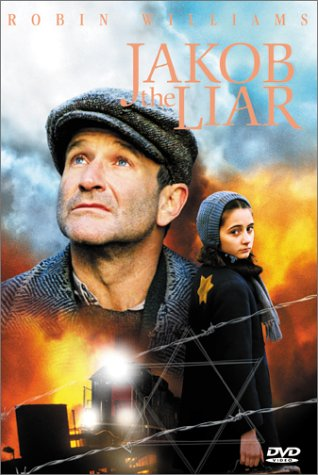 ROBIN WILLIAMS
JAKOB
the LIAR
DVD
VIDEO